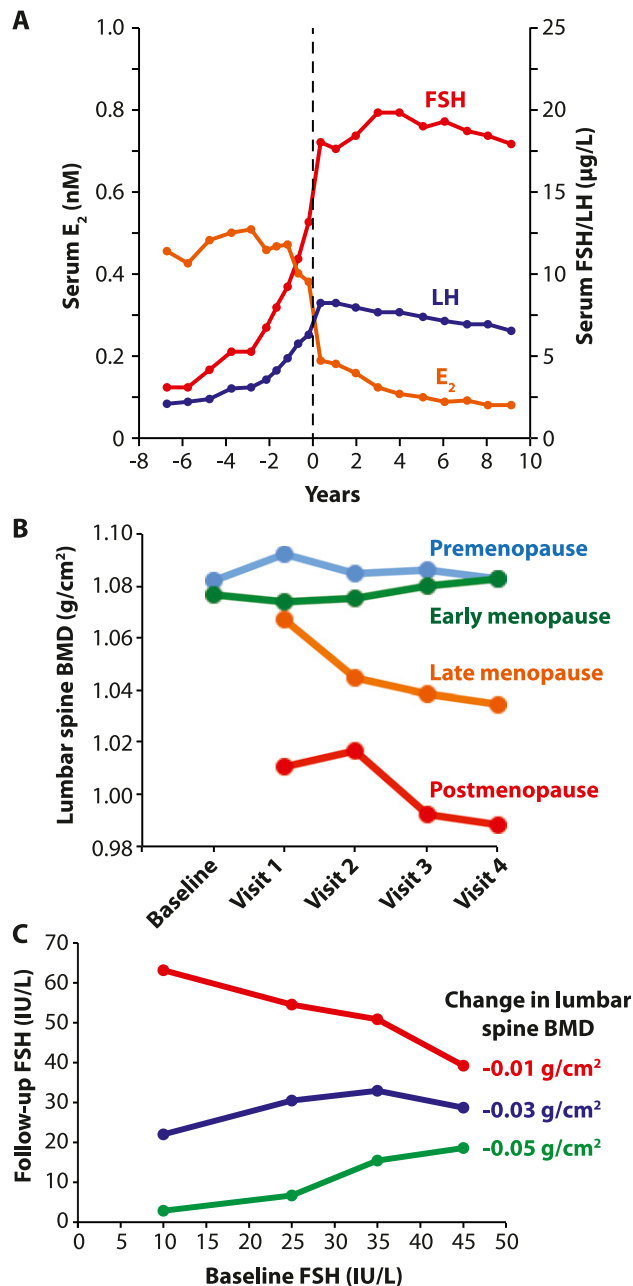 A
1.0
0.8
0.6
0.4
0.2
0
Serum E2 (nM)
25
20
15
10
5
0
Serum FSH/LH (μg/L)
FSH
LH
E2
-8 -6 -4 -2 0 2 4 6 8 10
Years
B
1.10
1.08
1.06
1.04
1.02
1.00
0.98
Lumbar spine BMD (g/cm²)
Premenopause
Early menopause
Late menopause
Postmenopause
Baseline Visit 1 Visit 2 Visit 3 Visit 4
C
70
60
50
40
30
20
10
0
Follow-up FSH (IU/L)
Change in lumbar
spine BMD
-0.01 g/cm²
-0.03 g/cm²
-0.05 g/cm²
0 5 10 15 20 25 30 35 40 45 50
Baseline FSH (IU/L)